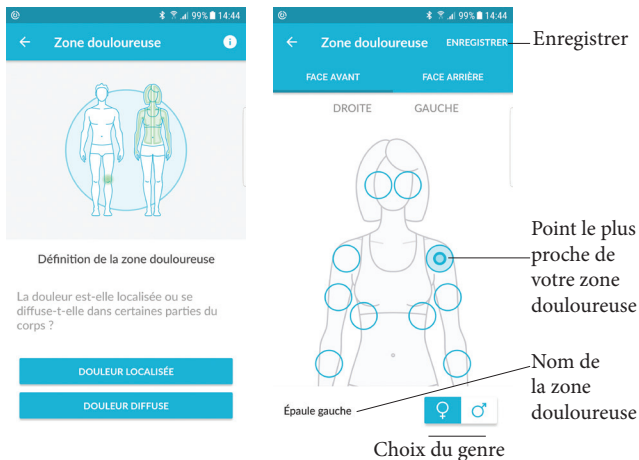 99% 14:44
Zone douloureuse
Définition de la zone douloureuse
La douleur est-elle localisée ou se
diffuse-t-elle dans certaines parties du
corps ?
DOULEUR LOCALISÉE
DOULEUR DIFFUSE
99% 14:44
Zone douloureuse ENREGISTRER
FACE AVANT FACE ARRIÈRE
DROITE GAUCHE
Épaule gauche
Enregistrer
Point le plus
proche de
votre zone
douloureuse
Nom de
la zone
douloureuse
Choix du genre